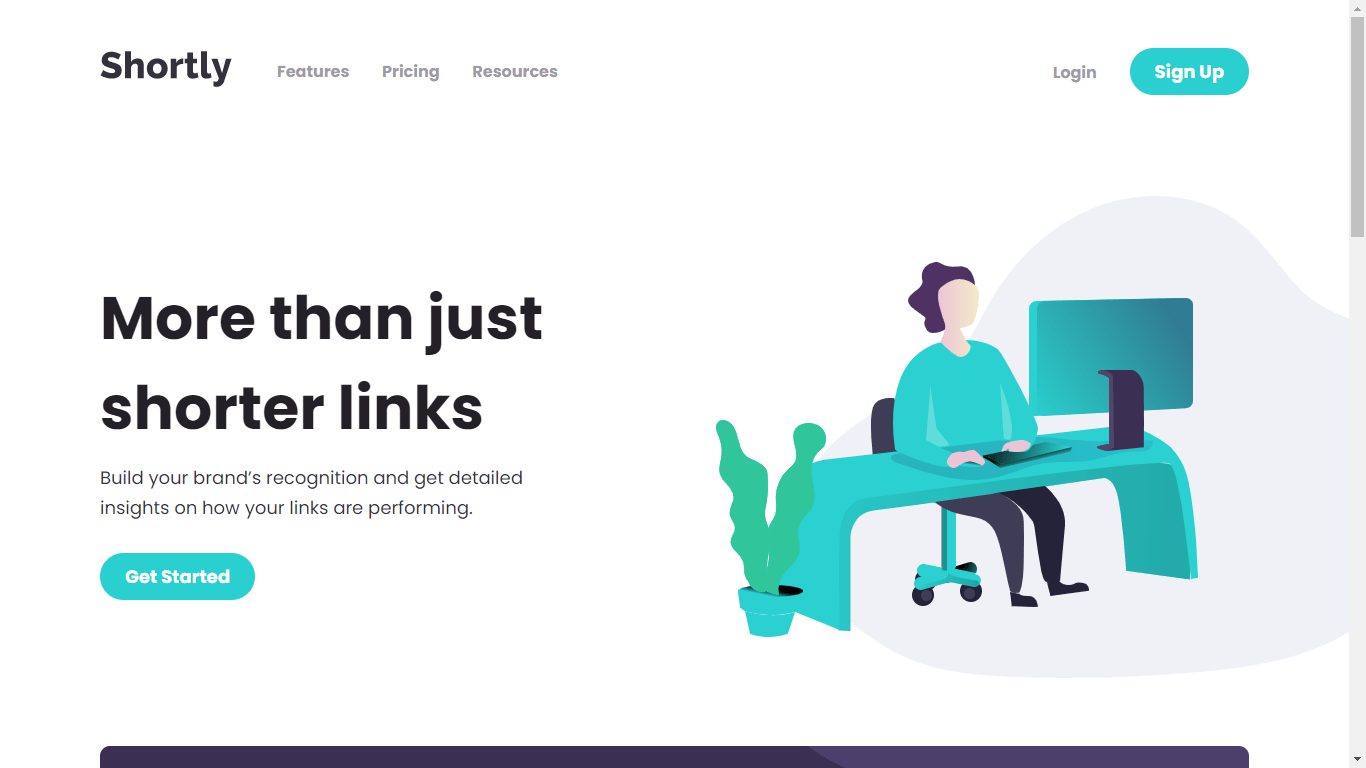 Shortly
Features
Pricing
Resources
Login
Sign Up
More than just
shorter links
Build your brand’s recognition and get detailed
insights on how your links are performing.
Get Started